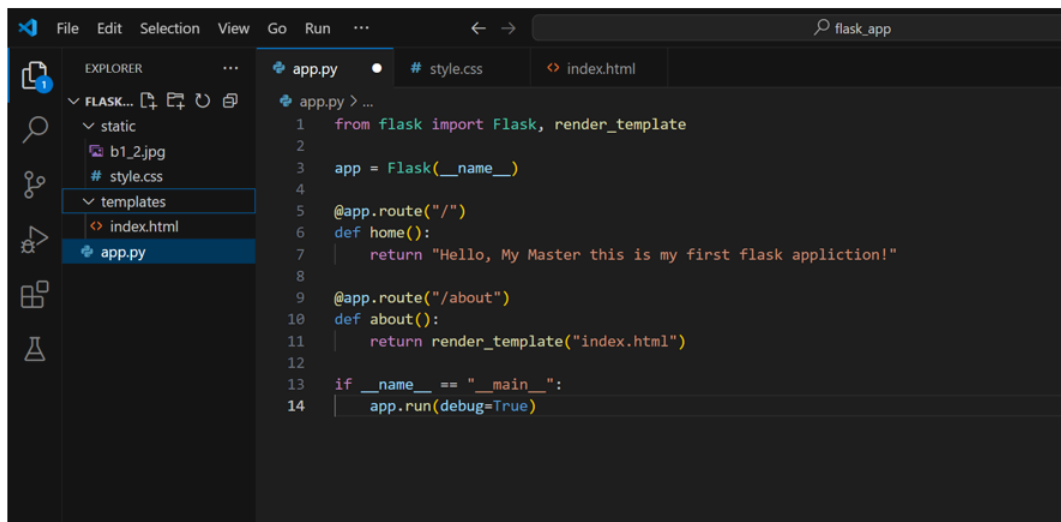 File Edit Selection View Go Run ··· ← → flask_app
EXPLORER ···
app.py ● # style.css <> index.html
1
FLASK...
app.py > ...
static
b1_2.jpg
# style.css
templates
<> index.html
app.py
1 from flask import Flask, render_template
2
3 app = Flask(__name__)
4
5 @app.route("/")
6 def home():
7 return "Hello, My Master this is my first flask appliction!"
8
9 @app.route("/about")
10 def about():
11 return render_template("index.html")
12
13 if __name__ == "__main__":
14 app.run(debug=True)